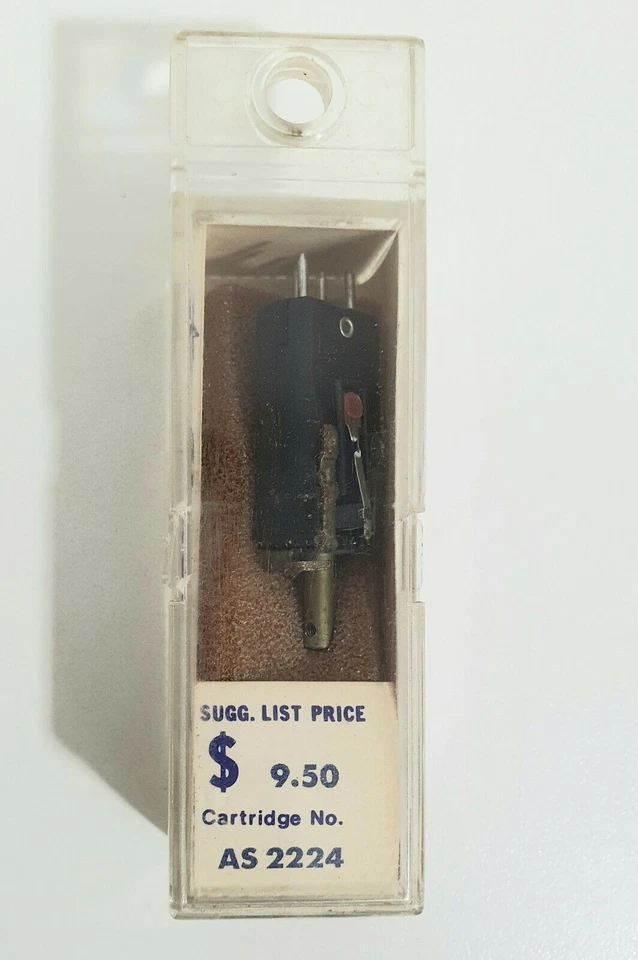 SUGG. LIST PRICE
$ 9.50
Cartridge No.
AS 2224